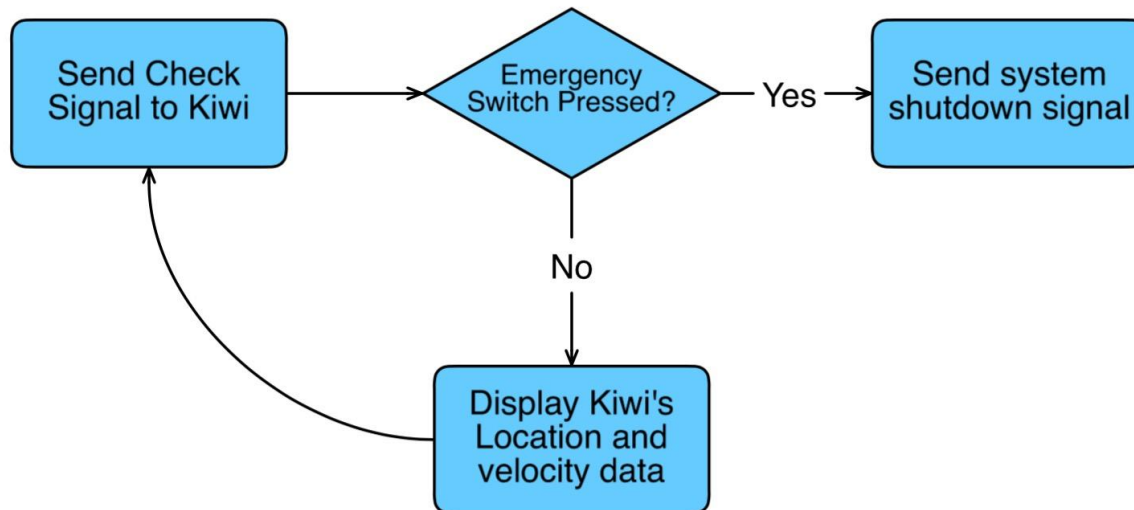 Send Check
Signal to Kiwi
Emergency
Switch Pressed?
Yes
Send system
shutdown signal
No
Display Kiwi's
Location and
velocity data